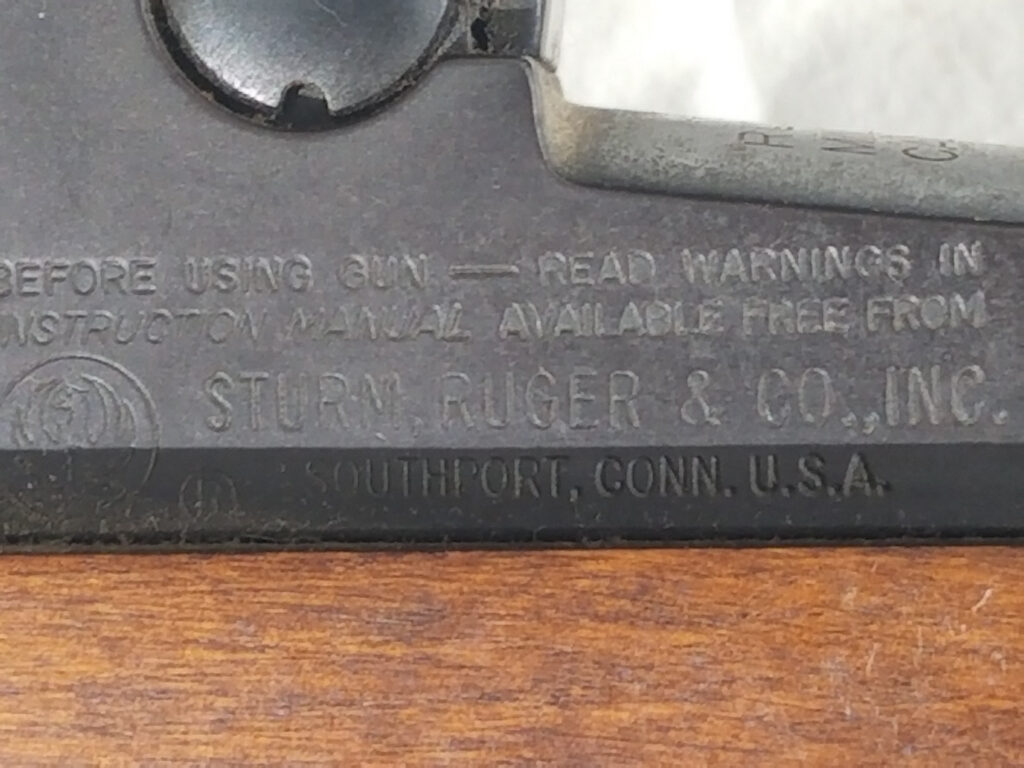 BEFORE USING GUN — READ WARNINGS IN
INSTRUCTION MANUAL AVAILABLE FREE FROM
STURM, RUGER & CO., INC.
SOUTHPORT, CONN. U.S.A.